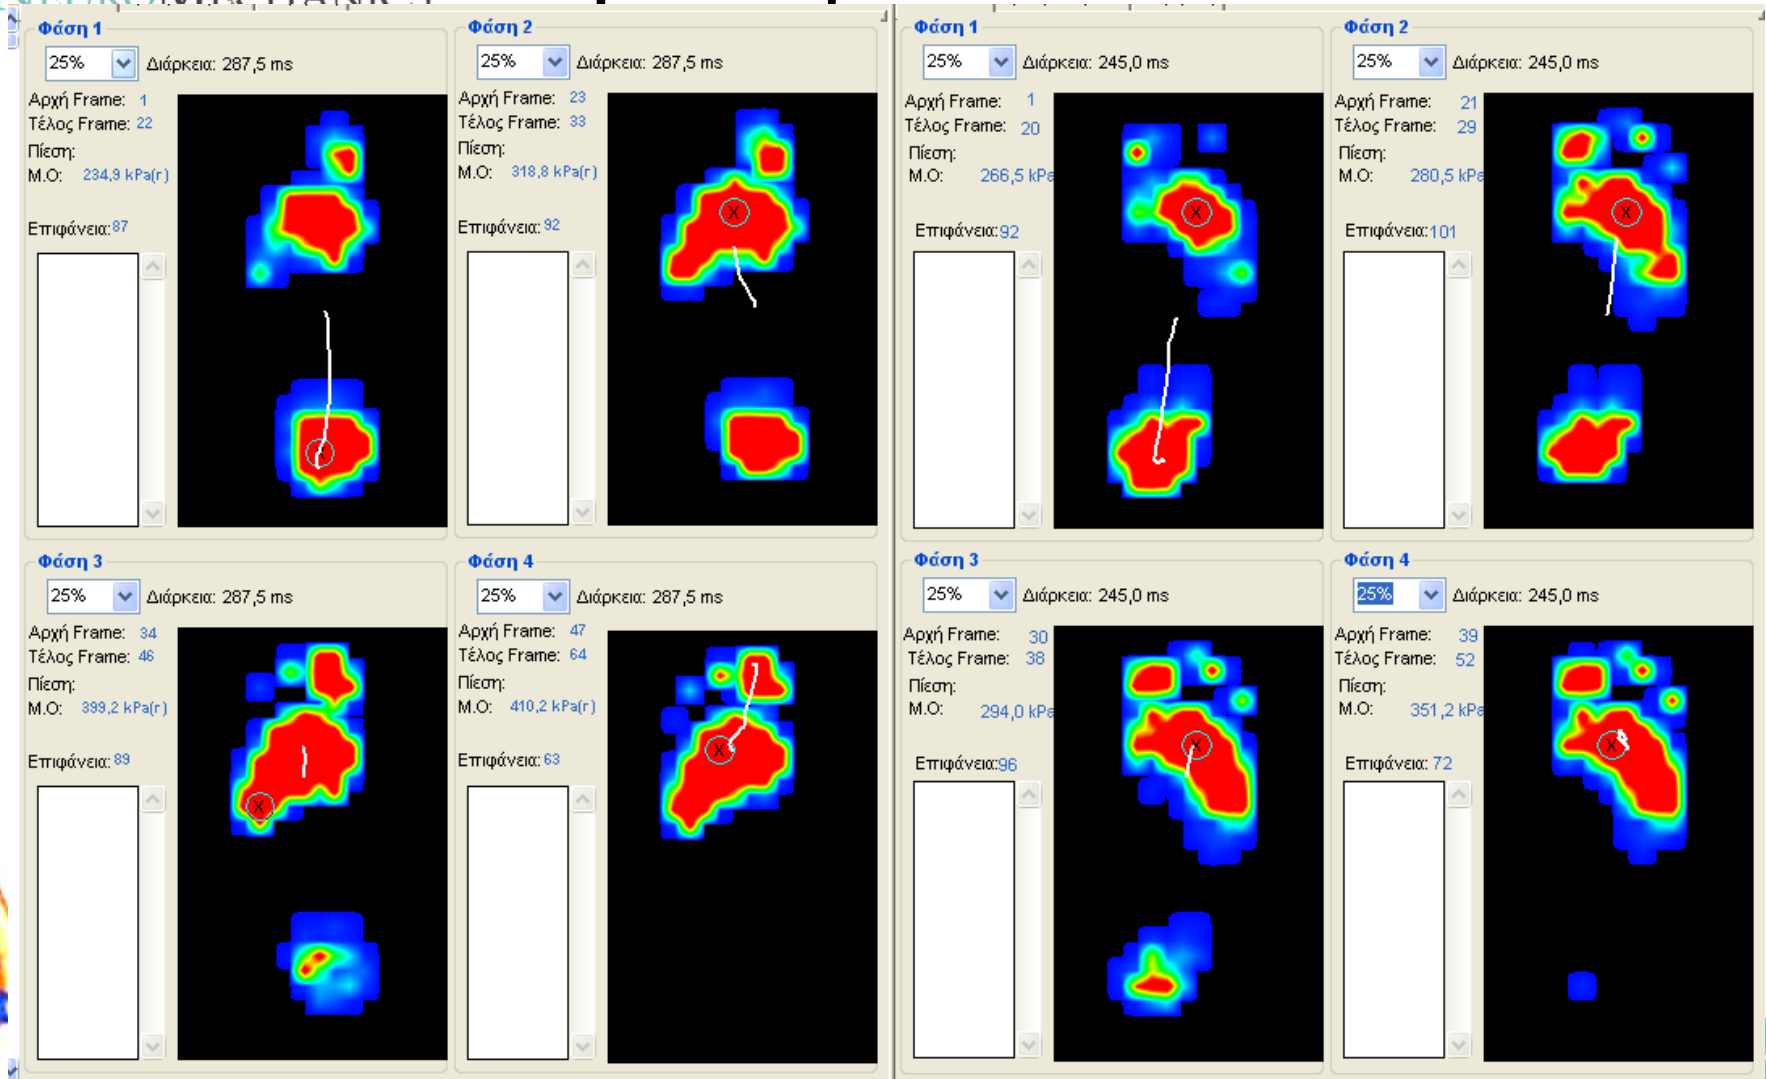 Φάση 1
25% Διάρκεια: 287,5 ms
Αρχή Frame: 1
Τέλος Frame: 22
Πίεση:
Μ.Ο: 234,9 kPa(r)
Επιφάνεια: 87
Φάση 2
25% Διάρκεια: 287,5 ms
Αρχή Frame: 23
Τέλος Frame: 33
Πίεση:
Μ.Ο: 318,8 kPa(r)
Επιφάνεια: 92
X
Φάση 1
25% Διάρκεια: 245,0 ms
Αρχή Frame: 1
Τέλος Frame: 20
Πίεση:
Μ.Ο: 266,5 kPa
Επιφάνεια: 92
X
Φάση 2
25% Διάρκεια: 245,0 ms
Αρχή Frame: 21
Τέλος Frame: 29
Πίεση:
Μ.Ο: 280,5 kPa
Επιφάνεια: 101
X
Φάση 3
25% Διάρκεια: 287,5 ms
Αρχή Frame: 34
Τέλος Frame: 46
Πίεση:
Μ.Ο: 399,2 kPa(r)
Επιφάνεια: 89
X
Φάση 4
25% Διάρκεια: 287,5 ms
Αρχή Frame: 47
Τέλος Frame: 64
Πίεση:
Μ.Ο: 410,2 kPa(r)
Επιφάνεια: 63
X
Φάση 3
25% Διάρκεια: 245,0 ms
Αρχή Frame: 30
Τέλος Frame: 38
Πίεση:
Μ.Ο: 294,0 kPa
Επιφάνεια: 96
X
Φάση 4
25% Διάρκεια: 245,0 ms
Αρχή Frame: 39
Τέλος Frame: 52
Πίεση:
Μ.Ο: 351,2 kPa
Επιφάνεια: 72
X